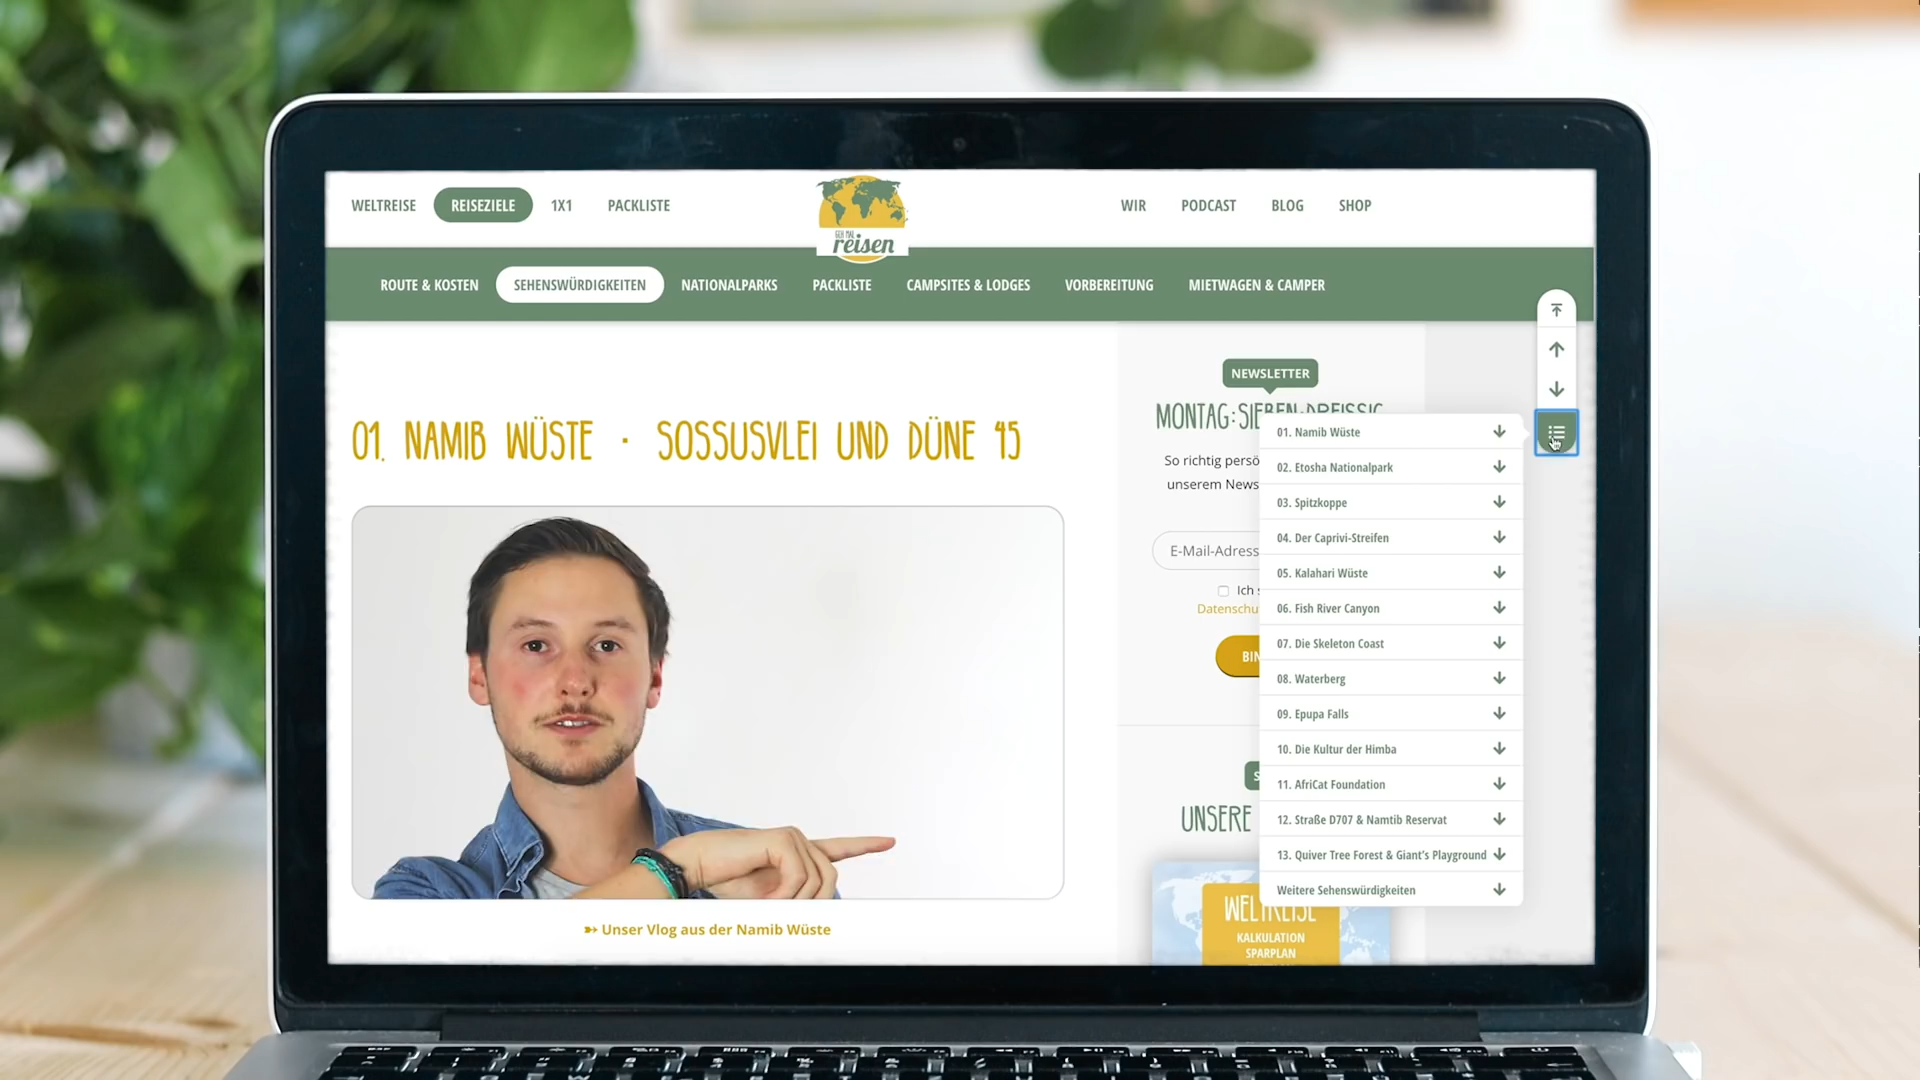 WELTREISE REISEZIELE 1X1 PACKLISTE
GEH MAL
reisen
WIR PODCAST BLOG SHOP
ROUTE & KOSTEN SEHENSWÜRDIGKEITEN NATIONALPARKS PACKLISTE CAMPSITES & LODGES VORBEREITUNG MIETWAGEN & CAMPER
01. NAMIB WÜSTE · SOSSUSVLEI UND DÜNE 45
➸ Unser Vlog aus der Namib Wüste
NEWSLETTER
MONTAG:SIEBEN:DREISSIG
So richtig persö
unserem News
E-Mail-Adress
Ich s
Datenschu
BIN
S
UNSERE
WELTREISE
KALKULATION
SPARPLAN
01. Namib Wüste
02. Etosha Nationalpark
03. Spitzkoppe
04. Der Caprivi-Streifen
05. Kalahari Wüste
06. Fish River Canyon
07. Die Skeleton Coast
08. Waterberg
09. Epupa Falls
10. Die Kultur der Himba
11. AfriCat Foundation
12. Straße D707 & Namtib Reservat
13. Quiver Tree Forest & Giant's Playground
Weitere Sehenswürdigkeiten